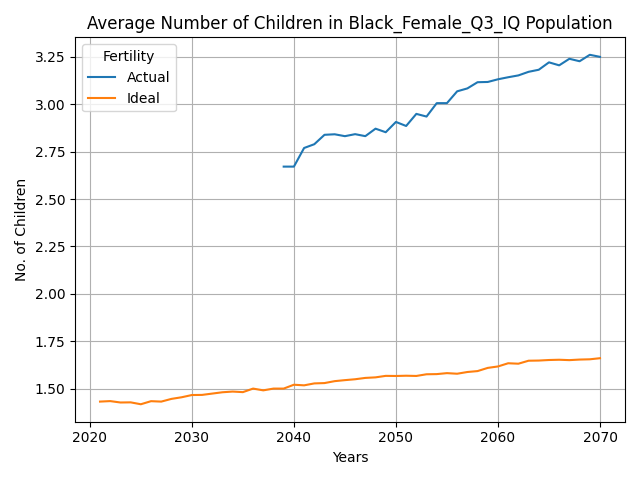 Average Number of Children in Black_Female_Q3_IQ Population
Fertility
Actual
Ideal
No. of Children
3.25
3.00
2.75
2.50
2.25
2.00
1.75
1.50
2020 2030 2040 2050 2060 2070
Years